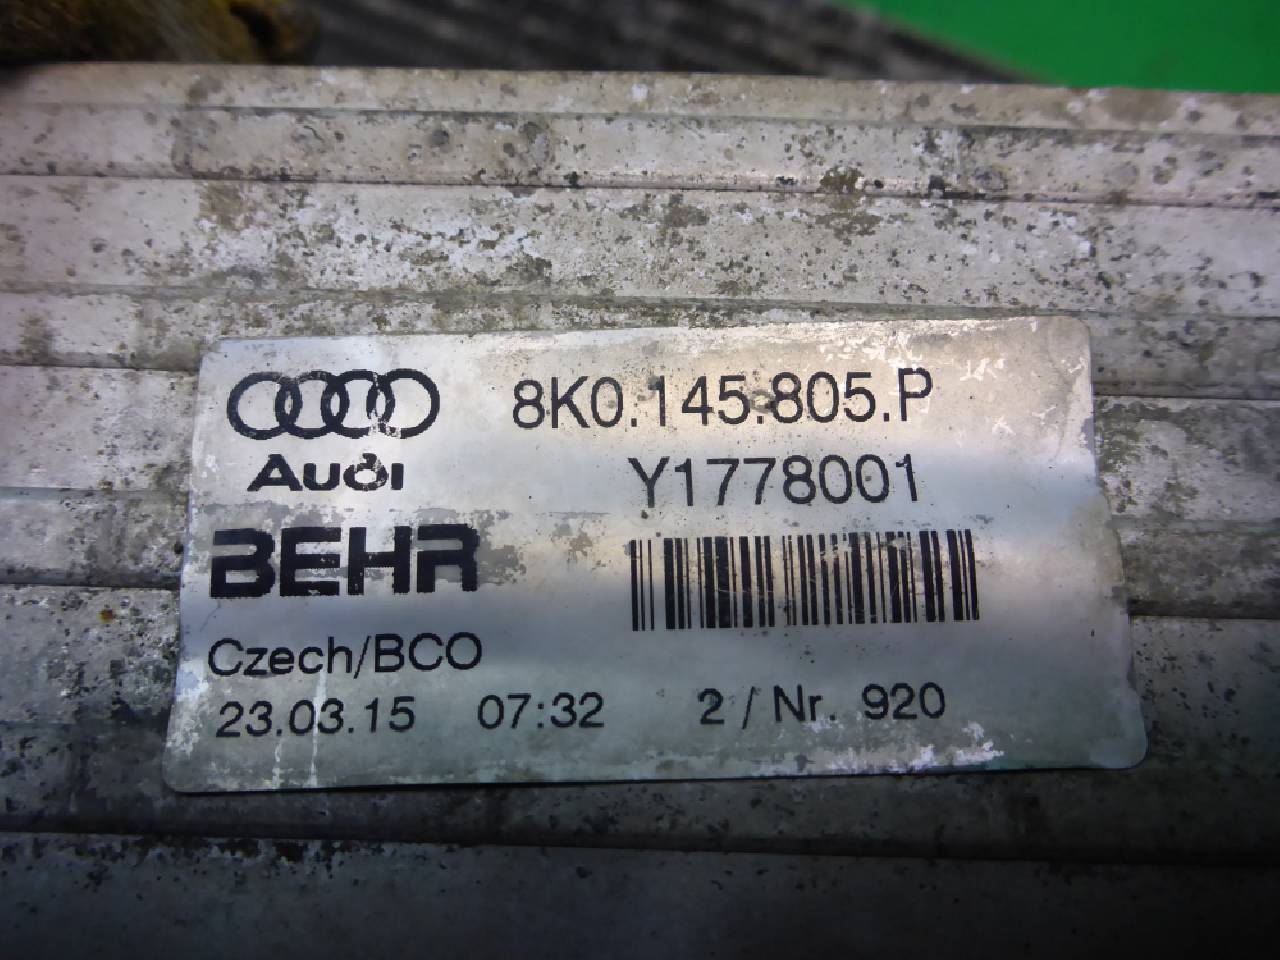 8K0.145.805.P
Audi
Y1778001
BEHR
Czech/BCO
23.03.15 07:32 2 / Nr. 920